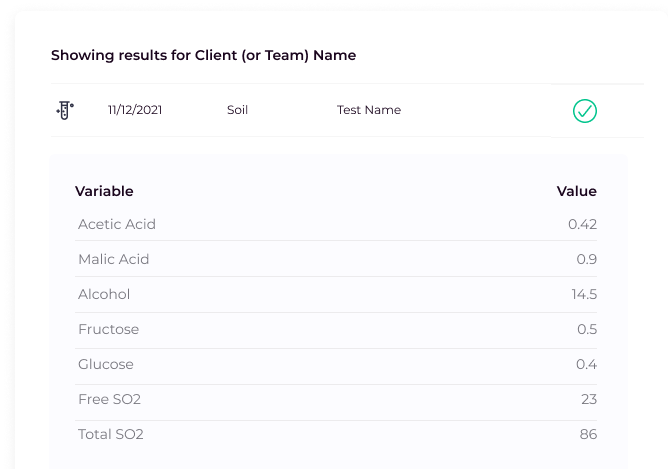 Showing results for Client (or Team) Name
11/12/2021 Soil Test Name
Variable Value
Acetic Acid 0.42
Malic Acid 0.9
Alcohol 14.5
Fructose 0.5
Glucose 0.4
Free SO2 23
Total SO2 86